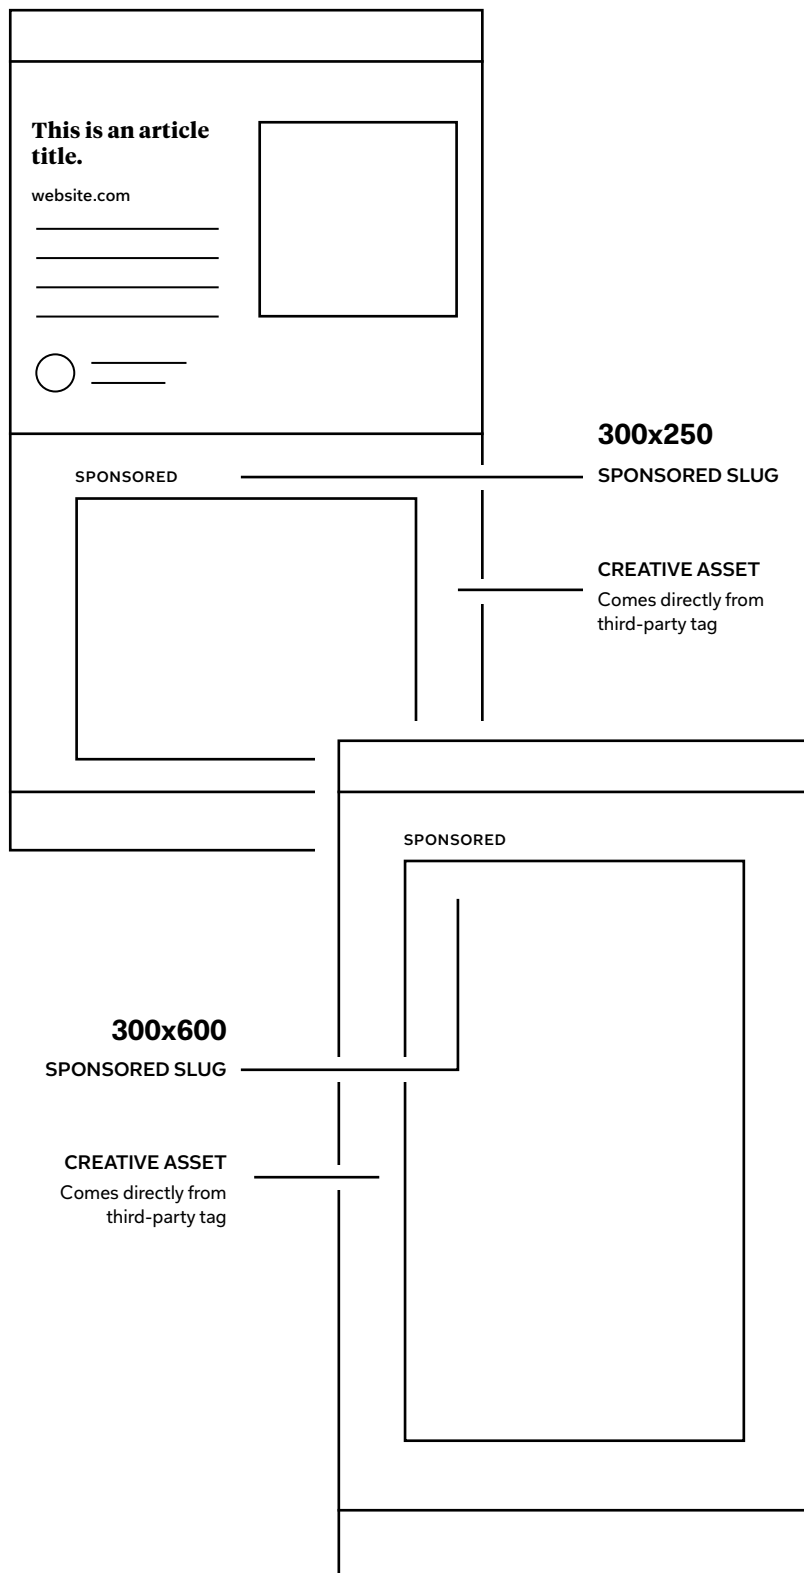 This is an article
title.
website.com
SPONSORED
300x250
SPONSORED SLUG
CREATIVE ASSET
Comes directly from
third-party tag
SPONSORED
300x600
SPONSORED SLUG
CREATIVE ASSET
Comes directly from
third-party tag